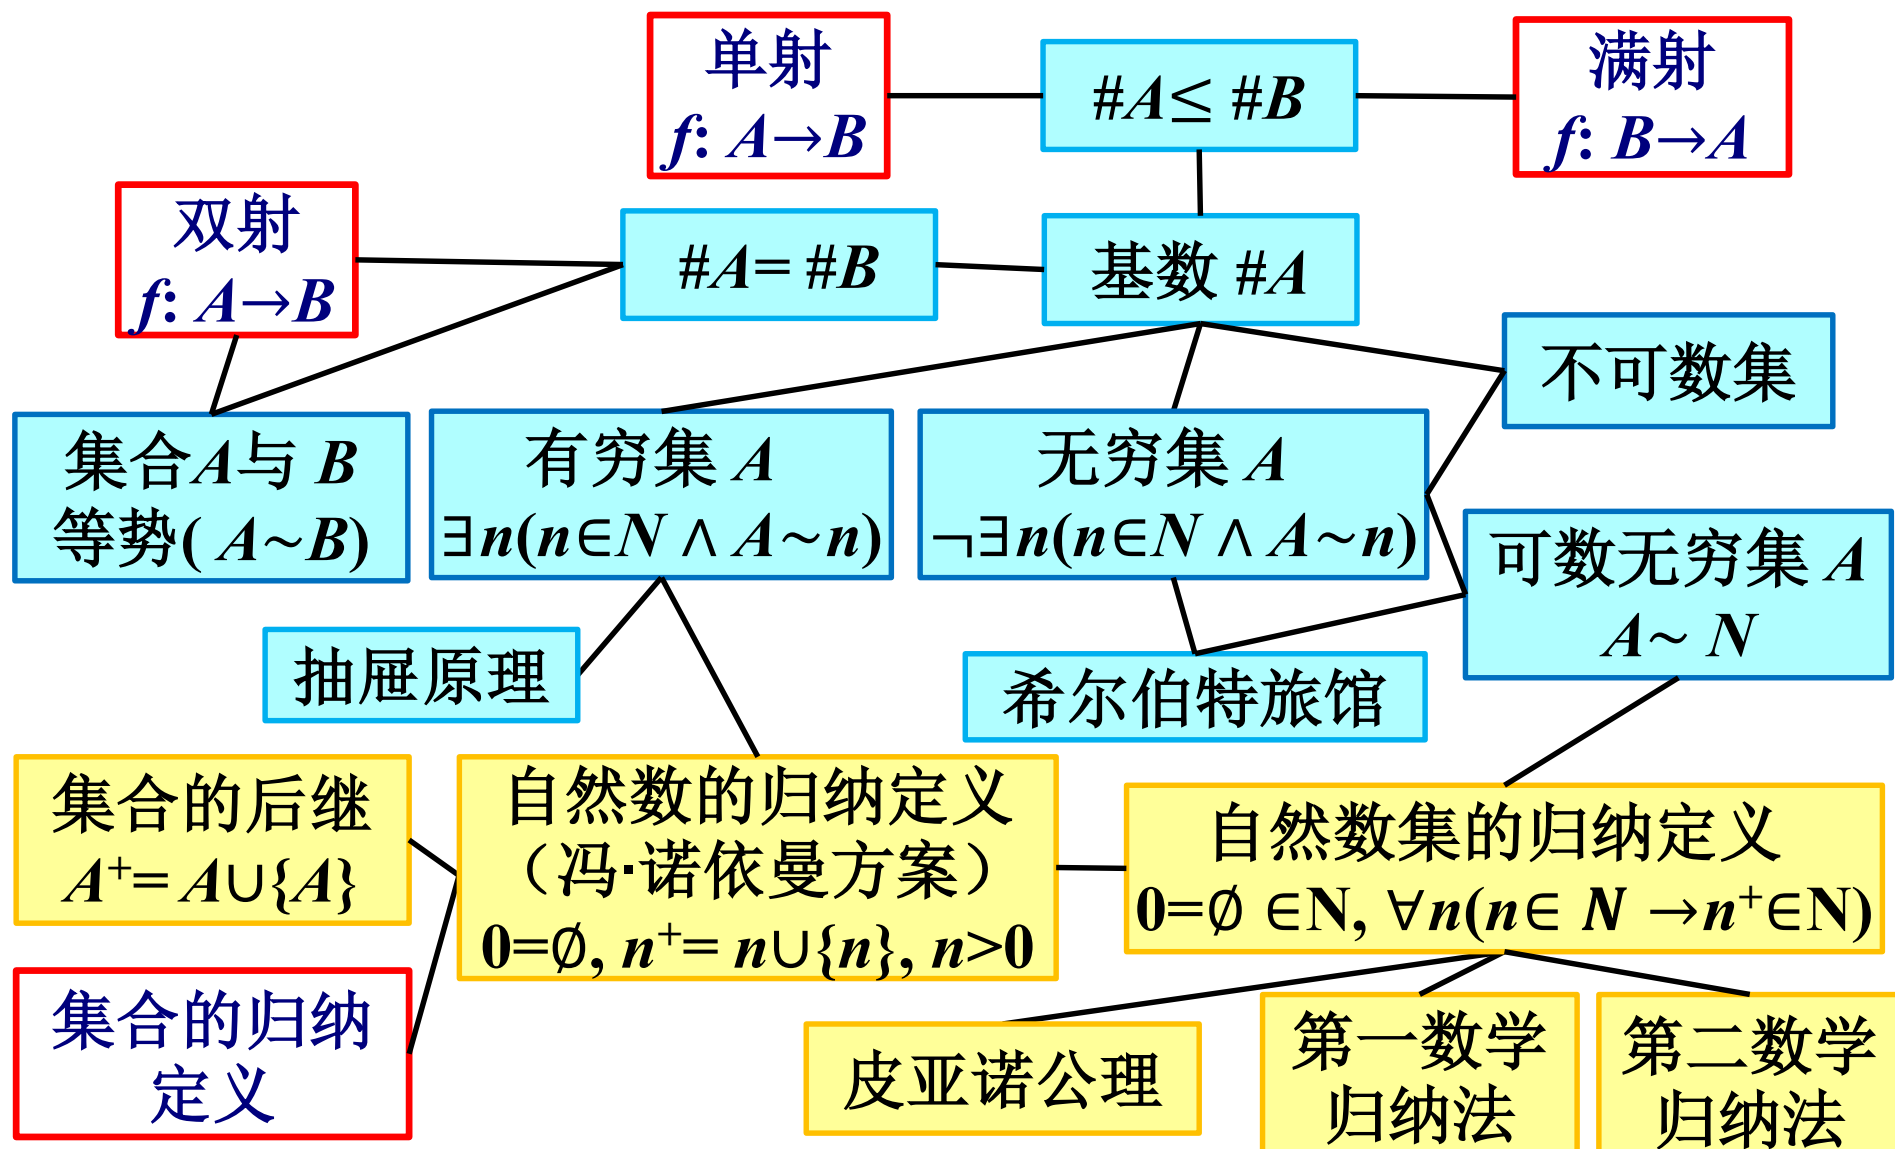 单射
f: A→B
#A≤ #B
满射
f: B→A
双射
f: A→B
#A= #B
基数 #A
不可数集
集合A与 B
等势( A~B)
有穷集 A
∃n(n∈N ∧ A~n)
无穷集 A
¬∃n(n∈N ∧ A~n)
可数无穷集 A
A~ N
抽屉原理
希尔伯特旅馆
集合的后继
A⁺= A∪{A}
自然数的归纳定义
（冯·诺依曼方案）
0=∅, n⁺= n∪{n}, n>0
自然数集的归纳定义
0=∅ ∈N, ∀n(n∈ N →n⁺∈N)
集合的归纳
定义
皮亚诺公理
第一数学
归纳法
第二数学
归纳法